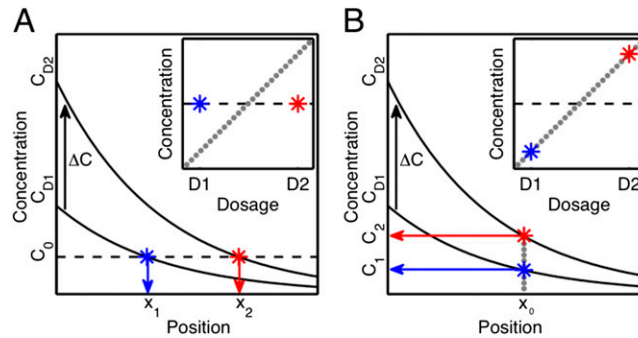 A
B
C_D2
C_D1
C_0
Concentration
ΔC
x_1
x_2
Position
Concentration
D1
D2
Dosage
C_D2
C_D1
C_2
C_1
Concentration
ΔC
x_0
Position
Concentration
D1
D2
Dosage